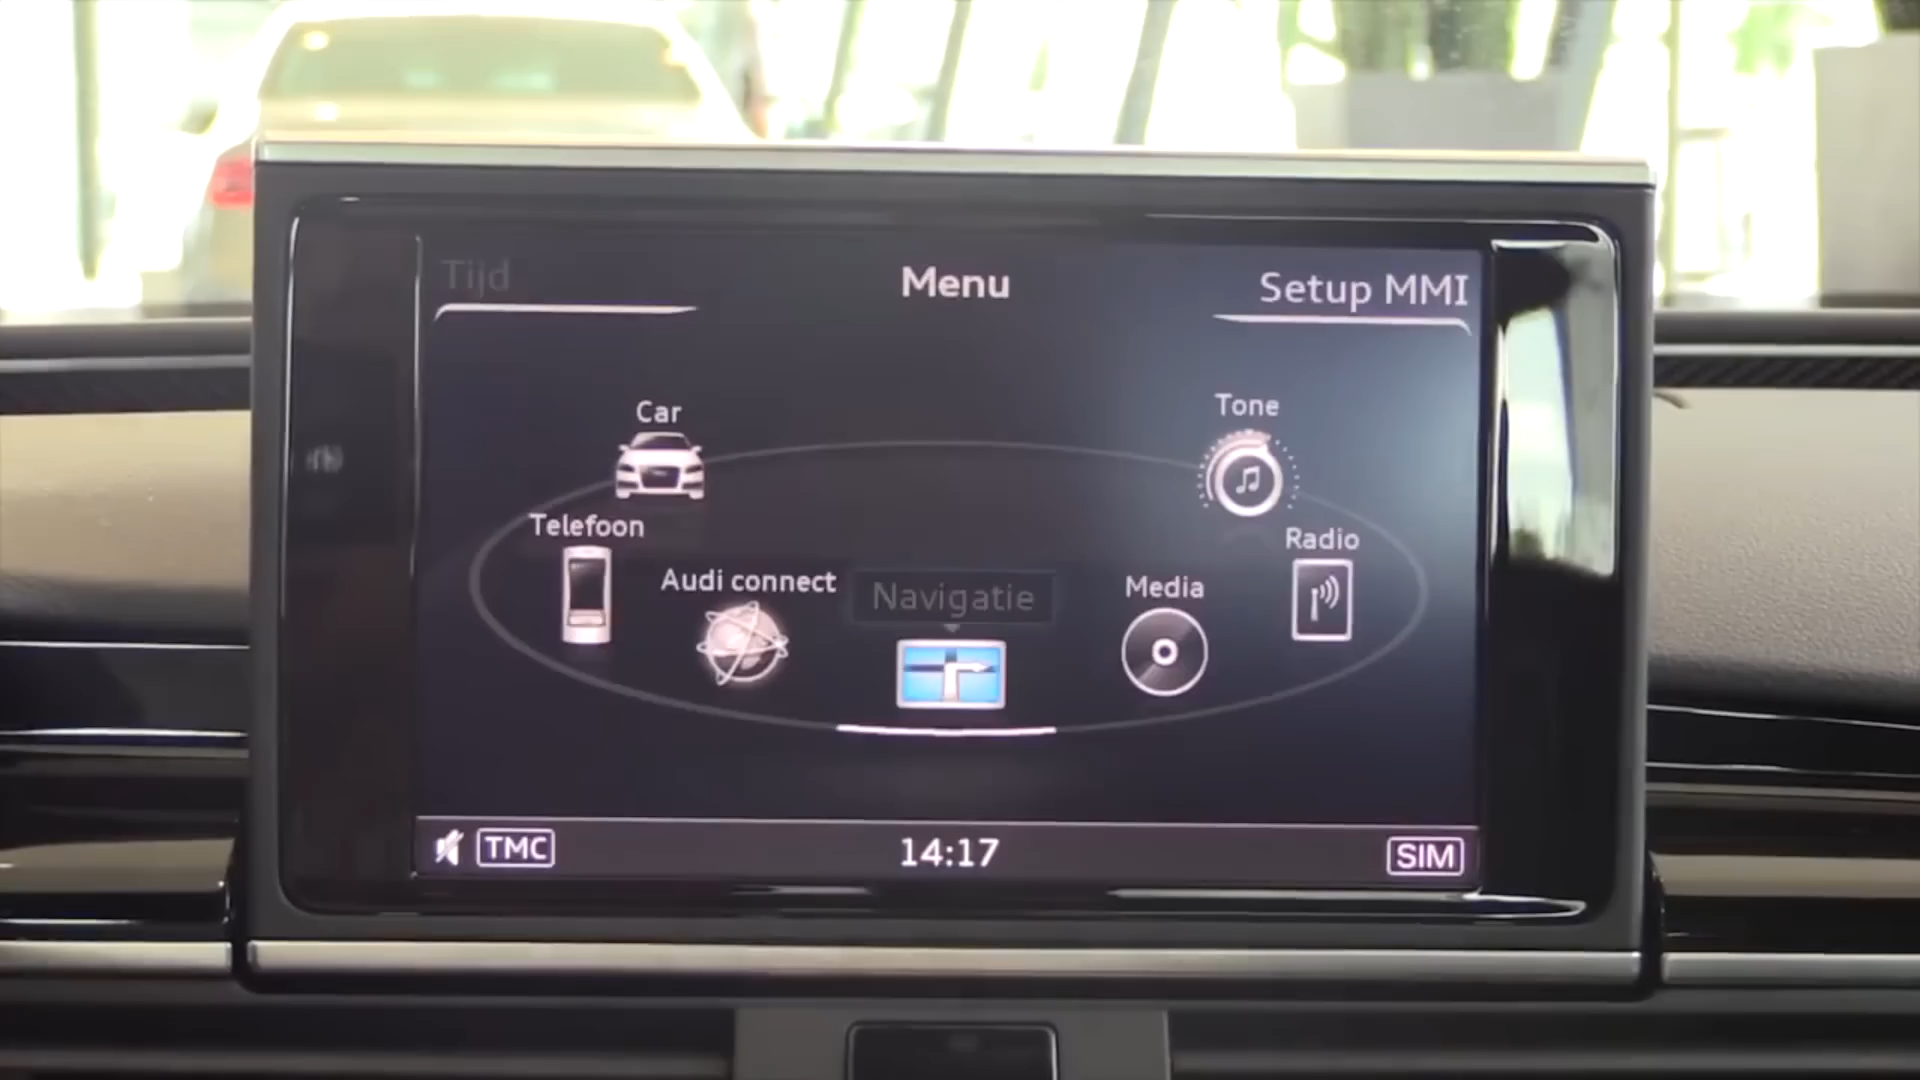 Tijd
Menu
Setup MMI
Car
Tone
Telefoon
Radio
Audi connect
Navigatie
Media
TMC
14:17
SIM